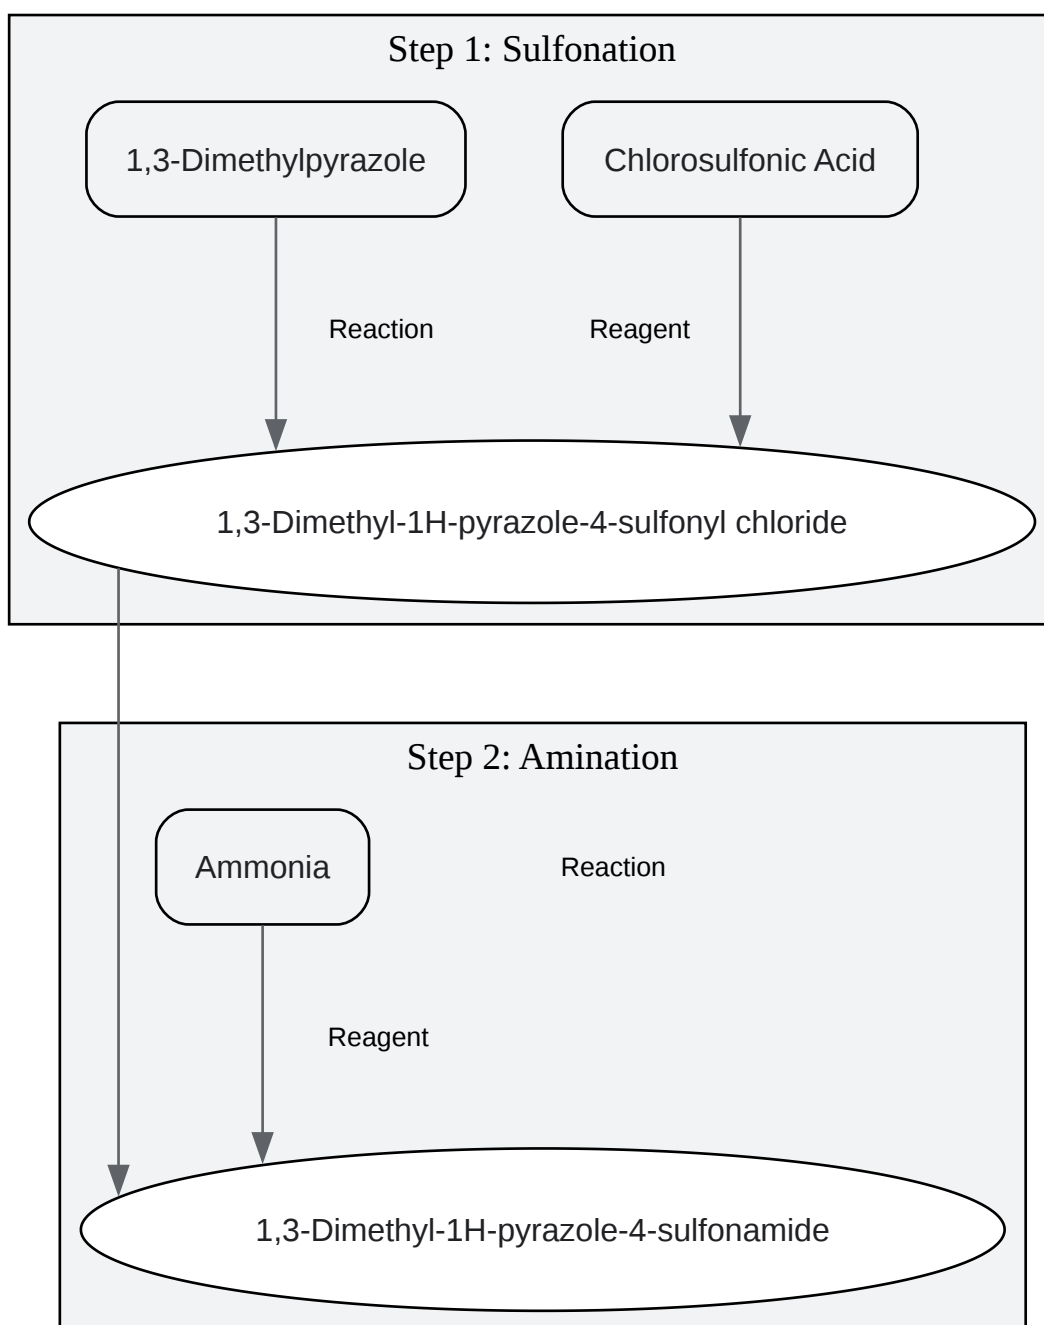 Step 1: Sulfonation
1,3-Dimethylpyrazole
Chlorosulfonic Acid
Reaction
Reagent
1,3-Dimethyl-1H-pyrazole-4-sulfonyl chloride
Step 2: Amination
Ammonia
Reaction
Reagent
1,3-Dimethyl-1H-pyrazole-4-sulfonamide